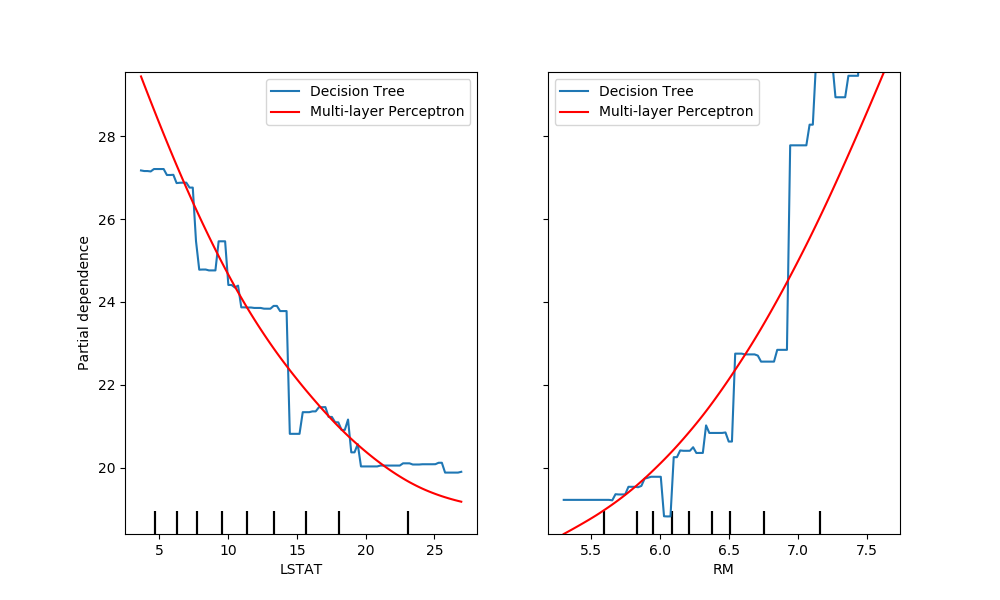 Decision Tree
Multi-layer Perceptron
Partial dependence
28
26
24
22
20
5 10 15 20 25
LSTAT
Decision Tree
Multi-layer Perceptron
5.5 6.0 6.5 7.0 7.5
RM